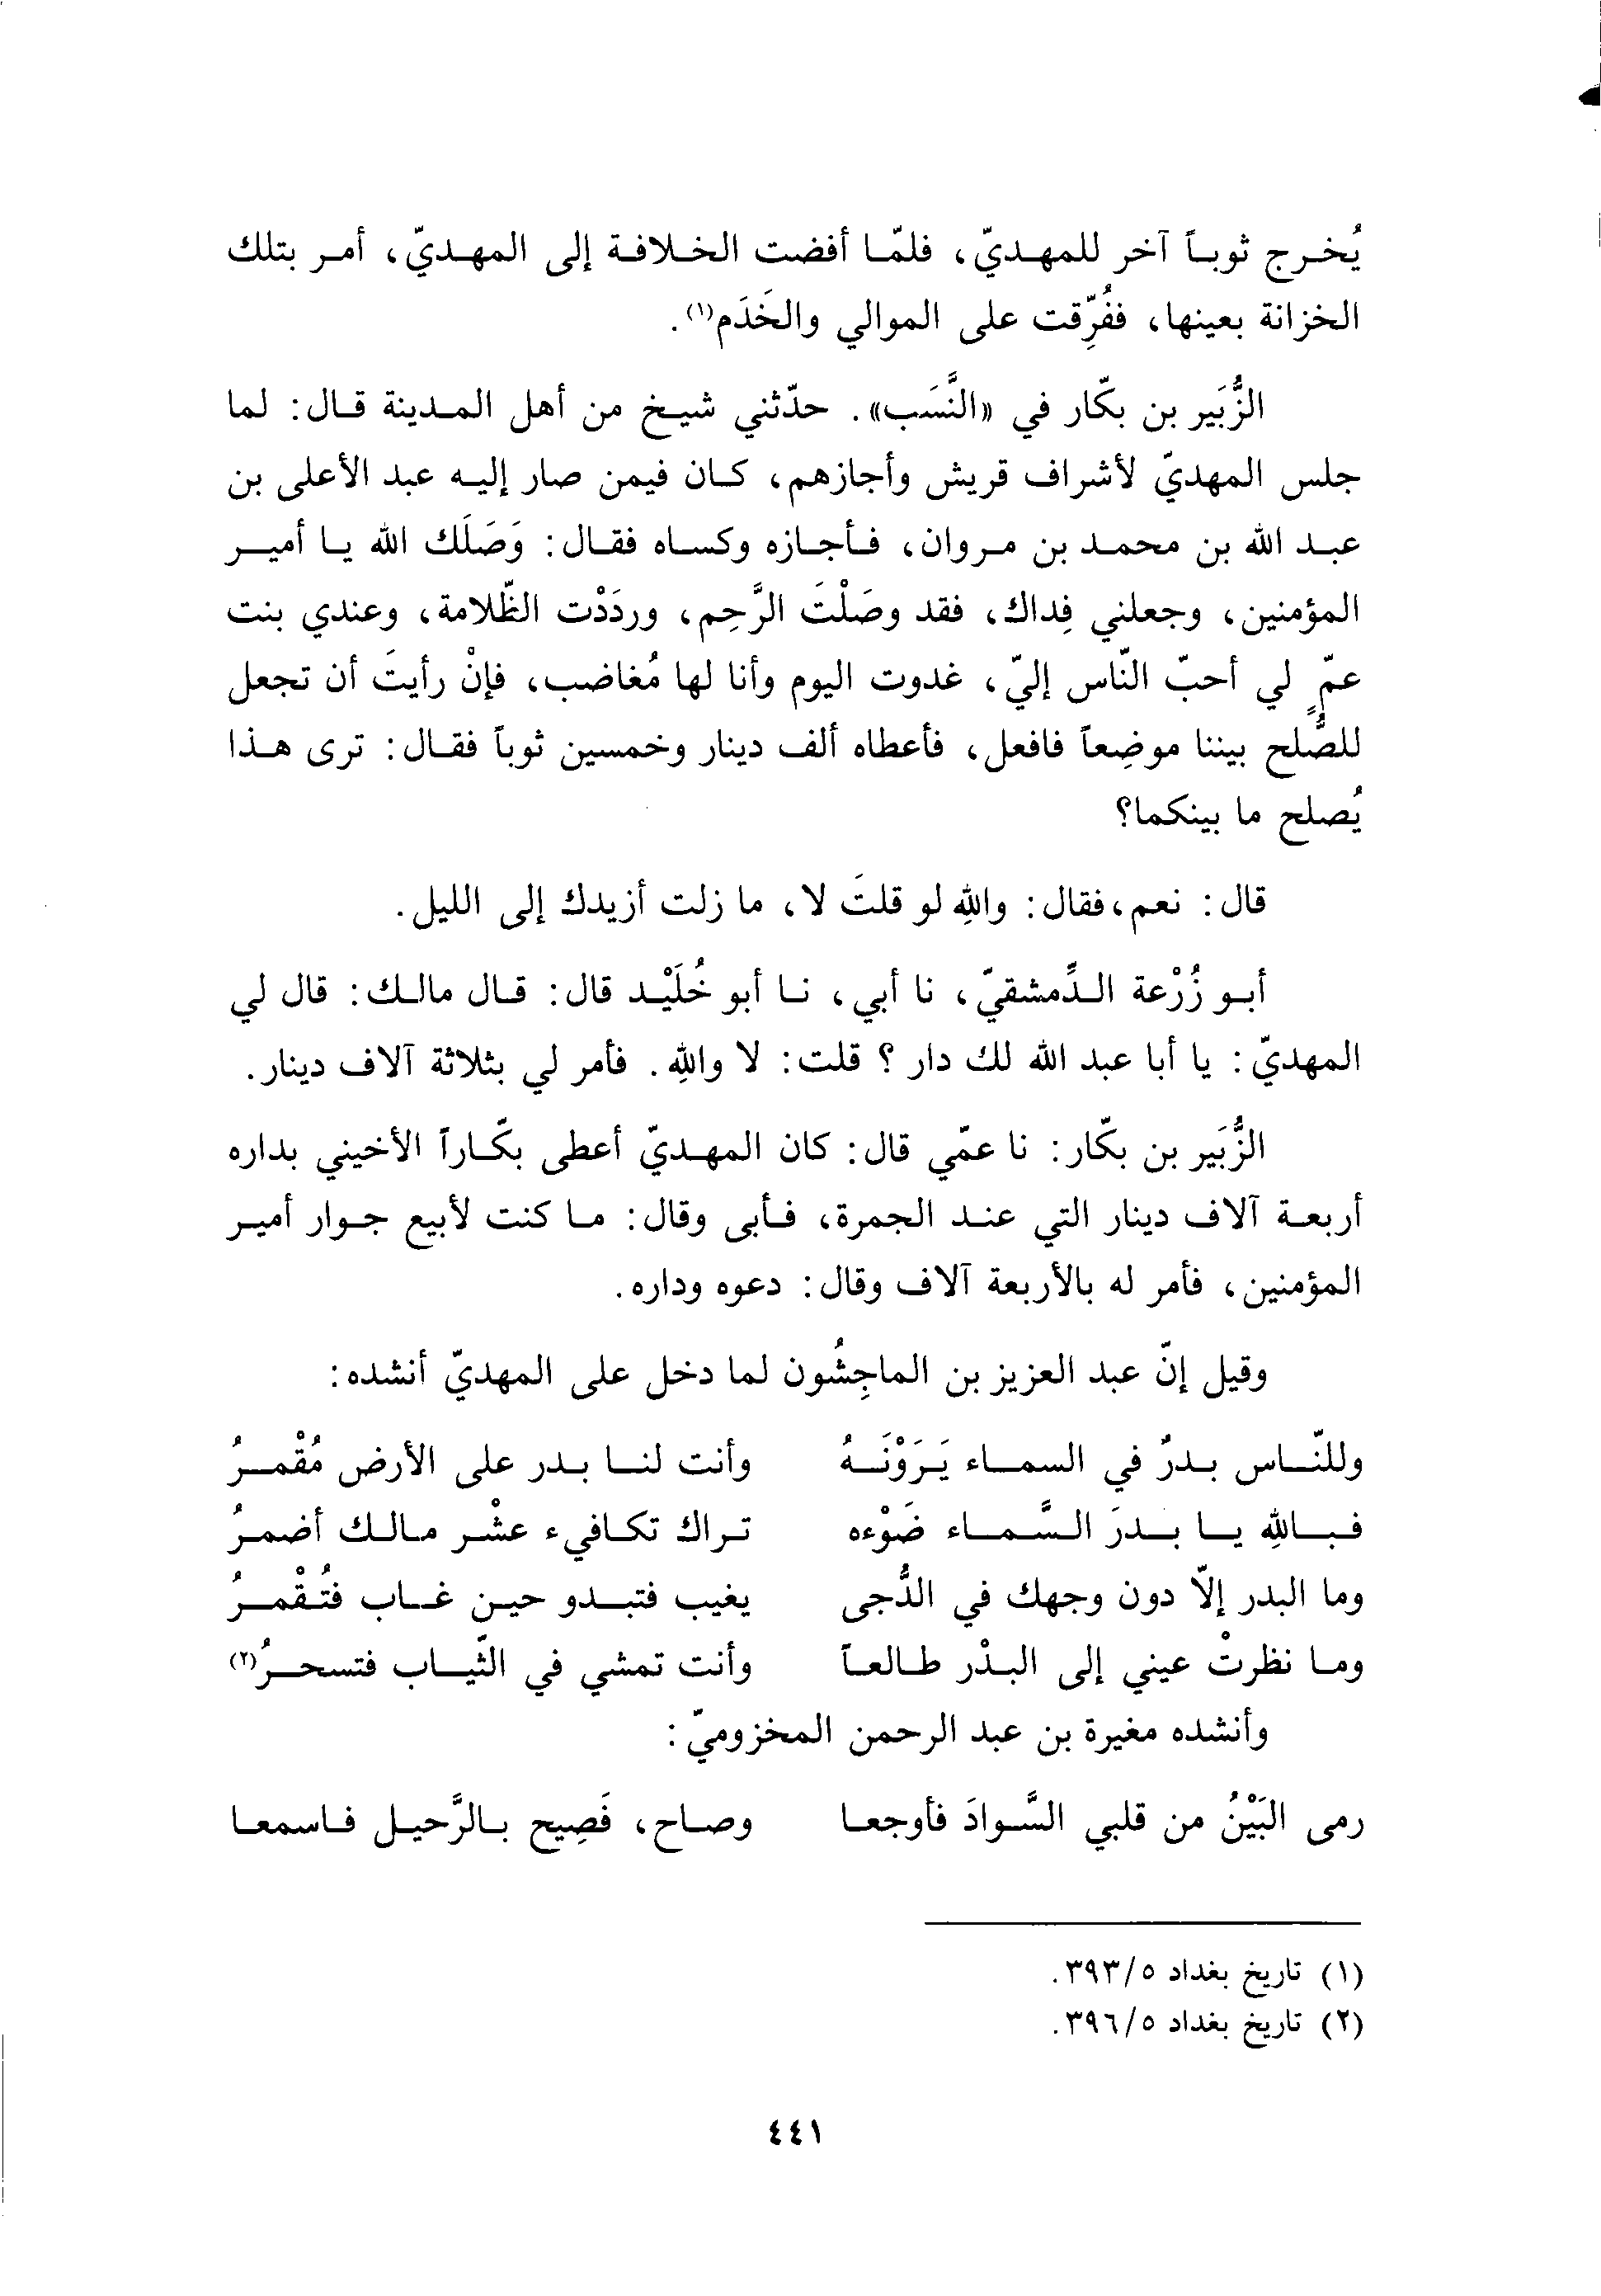 يُخرج ثوباً آخر للمهديّ، فلمّا أفضت الخلافة إلى المهديّ، أمر بتلك
الخزانة بعينها، ففُرِّقت على الموالي والخَدَم(١).
الزُّبَير بن بكّار في «النَّسَب». حدّثني شيخ من أهل المدينة قال: لما
جلس المهديّ لأشراف قريش وأجازهم، كان فيمن صار إليه عبد الأعلى بن
عبد الله بن محمد بن مروان، فأجازه وكساه فقال: وَصَلَك الله يا أمير
المؤمنين، وجعلني فِداك، فقد وصَلْتَ الرَّحِم، وردَدْت الظّلامة، وعندي بنت
عمّ لي أحبّ النّاس إليّ، غدوت اليوم وأنا لها مُغاضب، فإنْ رأيتَ أن تجعل
للصُّلح بيننا موضِعاً فافعل، فأعطاه ألف دينار وخمسين ثوباً فقال: ترى هذا
يُصلح ما بينكما؟
قال: نعم، فقال: واللهِ لو قلتَ لا، ما زلت أزيدك إلى الليل.
أبو زُرْعة الدِّمشقيّ، نا أبي، نا أبو خُلَيْد قال: قال مالك: قال لي
المهديّ: يا أبا عبد الله لك دار؟ قلت: لا واللهِ. فأمر لي بثلاثة آلاف دينار.
الزُّبَير بن بكّار: نا عمّي قال: كان المهديّ أعطى بكّاراً الأخيني بداره
أربعة آلاف دينار التي عند الجمرة، فأبى وقال: ما كنت لأبيع جوار أمير
المؤمنين، فأمر له بالأربعة آلاف وقال: دعوه وداره.
وقيل إنّ عبد العزيز بن الماجِشُون لما دخل على المهديّ أنشده:
وللنّاس بدرٌ في السماء يَرَوْنَهُ وأنت لنا بدر على الأرض مُقْمرُ
فباللهِ يا بدرَ السَّماء ضَوْءه تراك تكافيء عشْر مالك أضمرُ
وما البدر إلاّ دون وجهك في الدُّجى يغيب فتبدو حين غاب فتُقْمرُ
وما نظرتْ عيني إلى البدْر طالعاً وأنت تمشي في الثّياب فتسحرُ(٢)
وأنشده مغيرة بن عبد الرحمن المخزوميّ:
رمى البَيْنُ من قلبي السَّوادَ فأوجعا وصاح، فَصِيح بالرَّحيل فاسمعا
(١) تاريخ بغداد ٥/٣٩٣.
(٢) تاريخ بغداد ٥/٣٩٦.
٤٤١